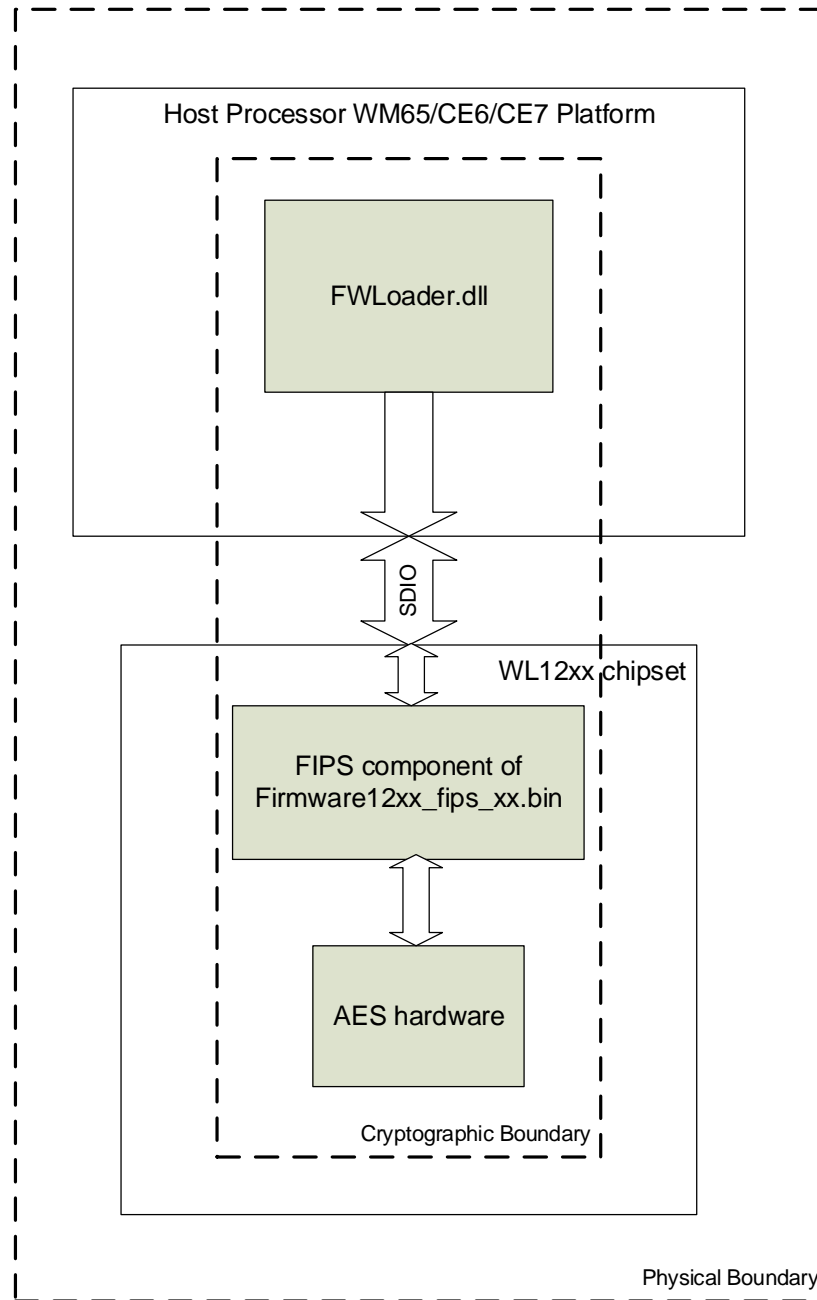 Host Processor WM65/CE6/CE7 Platform
FWLoader.dll
SDIO
WL12xx chipset
FIPS component of
Firmware12xx_fips_xx.bin
AES hardware
Cryptographic Boundary
Physical Boundary